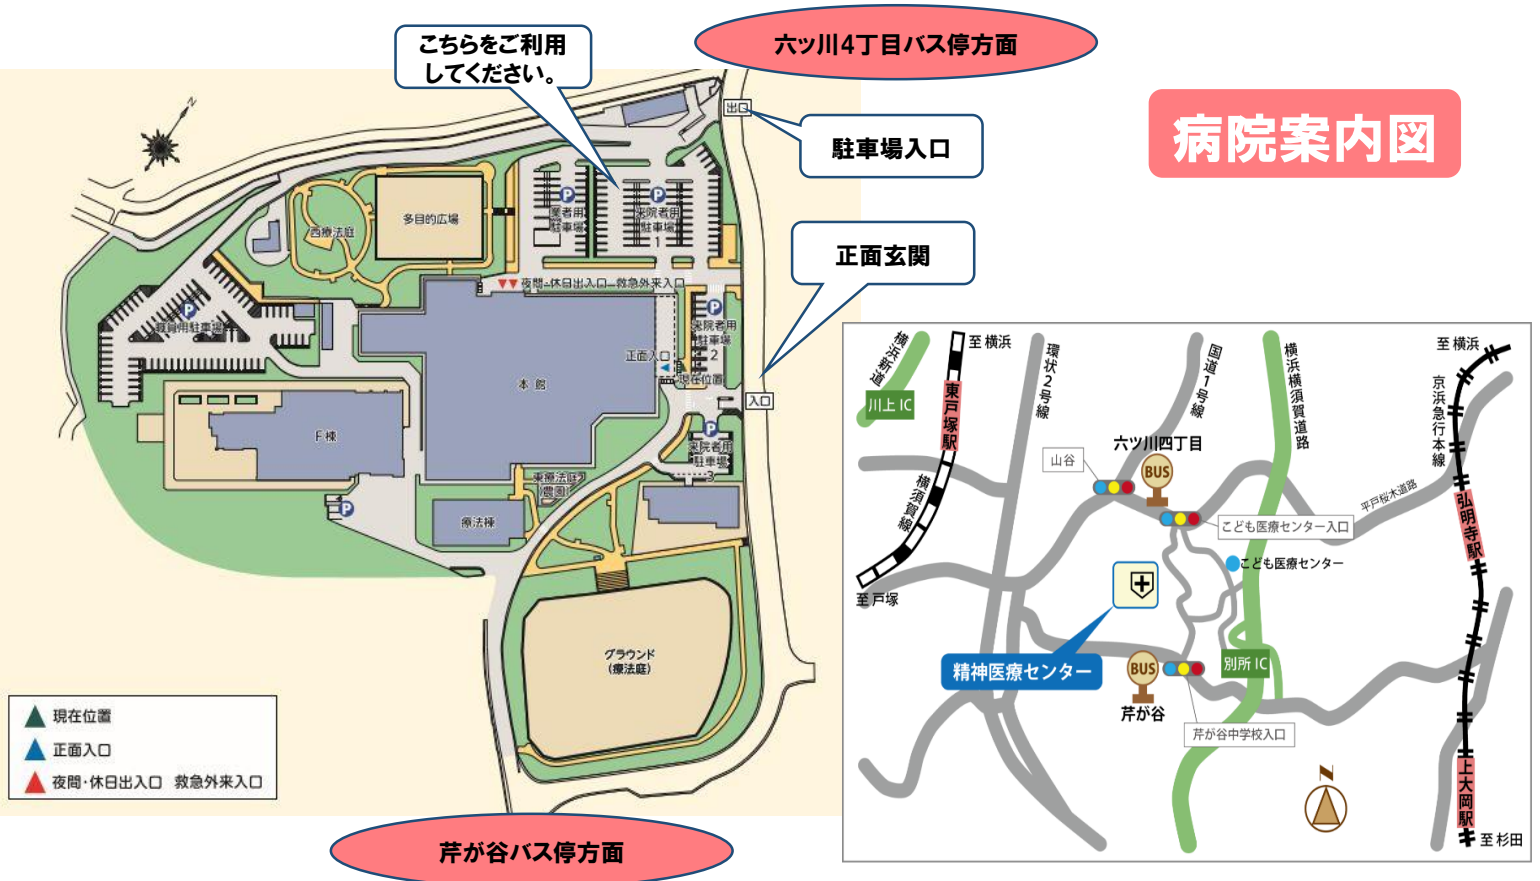 こちらをご利用
してください。
六ッ川4丁目バス停方面
病院案内図
出口
駐車場入口
正面玄関
N
多目的広場
西療法庭
P
業者用
駐車場
P
来院者用
駐車場
1
夜間・休日出入口 救急外来入口
P
職員用駐車場
P
来院者用
駐車場
2
正面入口
現在位置
本館
入口
F棟
P
来院者用
駐車場
3
東療法庭
(農園)
P
療法棟
グラウンド
(療法庭)
現在位置
正面入口
夜間・休日出入口 救急外来入口
芹が谷バス停方面
横浜新道
川上 IC
至 横浜
東戸塚駅
横須賀線
至 戸塚
環状2号線
国道1号線
横浜横須賀道路
至 横浜
京浜急行本線
六ツ川四丁目
山谷
BUS
平戸桜木道路
こども医療センター入口
弘明寺駅
こども医療センター
精神医療センター
BUS
芹が谷
別所 IC
芹が谷中学校入口
N
上大岡駅
至 杉田